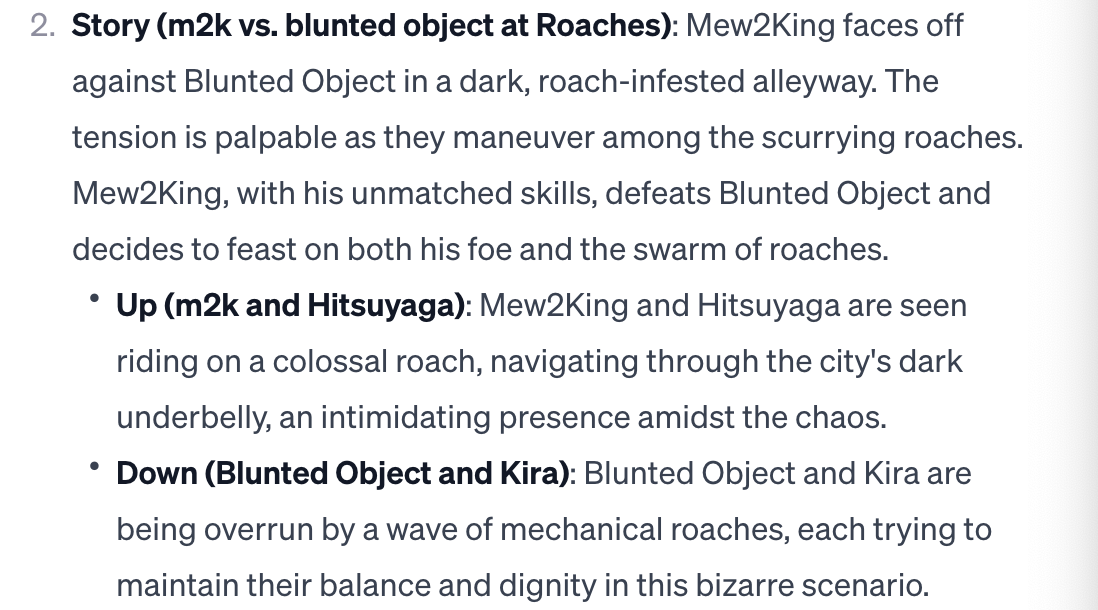 2. Story (m2k vs. blunted object at Roaches): Mew2King faces off
against Blunted Object in a dark, roach-infested alleyway. The
tension is palpable as they maneuver among the scurrying roaches.
Mew2King, with his unmatched skills, defeats Blunted Object and
decides to feast on both his foe and the swarm of roaches.
• Up (m2k and Hitsuyaga): Mew2King and Hitsuyaga are seen
riding on a colossal roach, navigating through the city's dark
underbelly, an intimidating presence amidst the chaos.
• Down (Blunted Object and Kira): Blunted Object and Kira are
being overrun by a wave of mechanical roaches, each trying to
maintain their balance and dignity in this bizarre scenario.